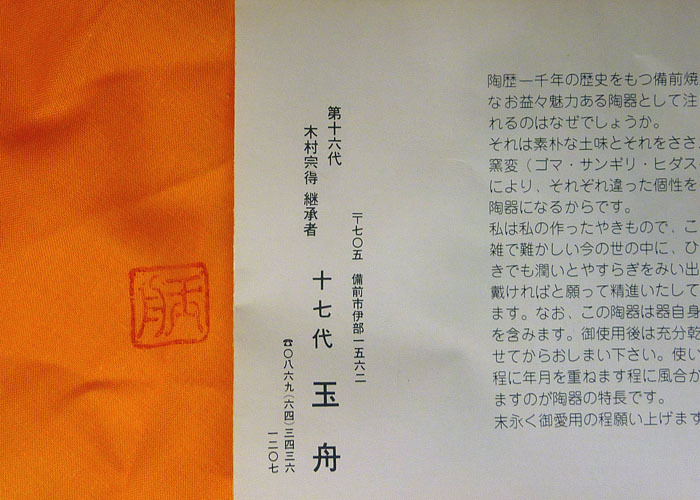 陶歴一千年の歴史をもつ備前焼
なお益々魅力ある陶器として注
れるのはなぜでしょうか。
それは素朴な土味とそれをささ
窯変（ゴマ・サンギリ・ヒダス
により、それぞれ違った個性を
陶器になるからです。
私は私の作ったやきもので、こ
雑で難かしい今の世の中に、ひ
きでも潤いとやすらぎをみい出
戴ければと願って精進いたして
ます。なお、この陶器は器自身
を含みます。御使用後は充分乾
せてからおしまい下さい。使い
程に年月を重ねます程に風合が
ますのが陶器の特長です。
末永く御愛用の程願い上げます
〒七〇五 備前市伊部一五六二
第十六代
木村宗得 継承者
十七代 玉舟
☎〇八六九(六四)三四三六
一二〇七
玉舟